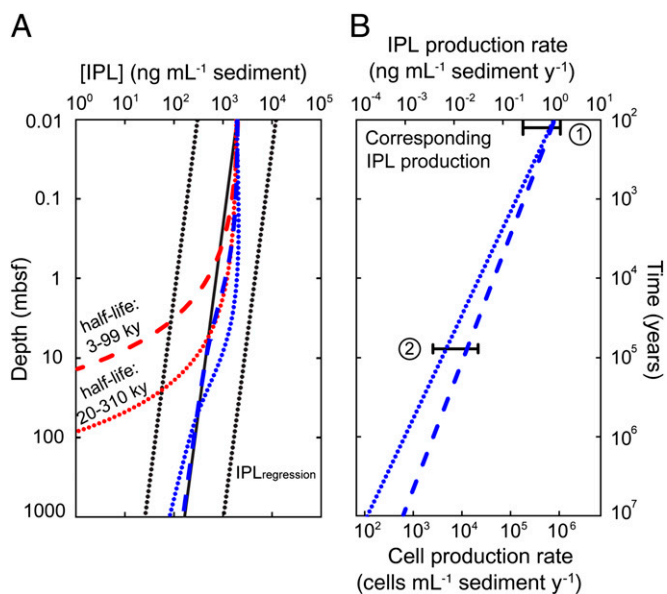 A
[IPL] (ng mL⁻¹ sediment)
10⁰ 10² 10³ 10⁴ 10⁵
0.01
0.1
1
10
100
1000
Depth (mbsf)
half-life:
3-99 ky
half-life:
20-310 ky
IPLregression
B
IPL production rate
(ng mL⁻¹ sediment y⁻¹)
10⁻⁴ 10⁻³ 10⁻² 10⁻¹ 10⁰ 10¹
Corresponding
IPL production
1
2
10²
10³
10⁴
10⁵
10⁶
10⁷
Time (years)
10² 10³ 10⁴ 10⁵ 10⁶
Cell production rate
(cells mL⁻¹ sediment y⁻¹)